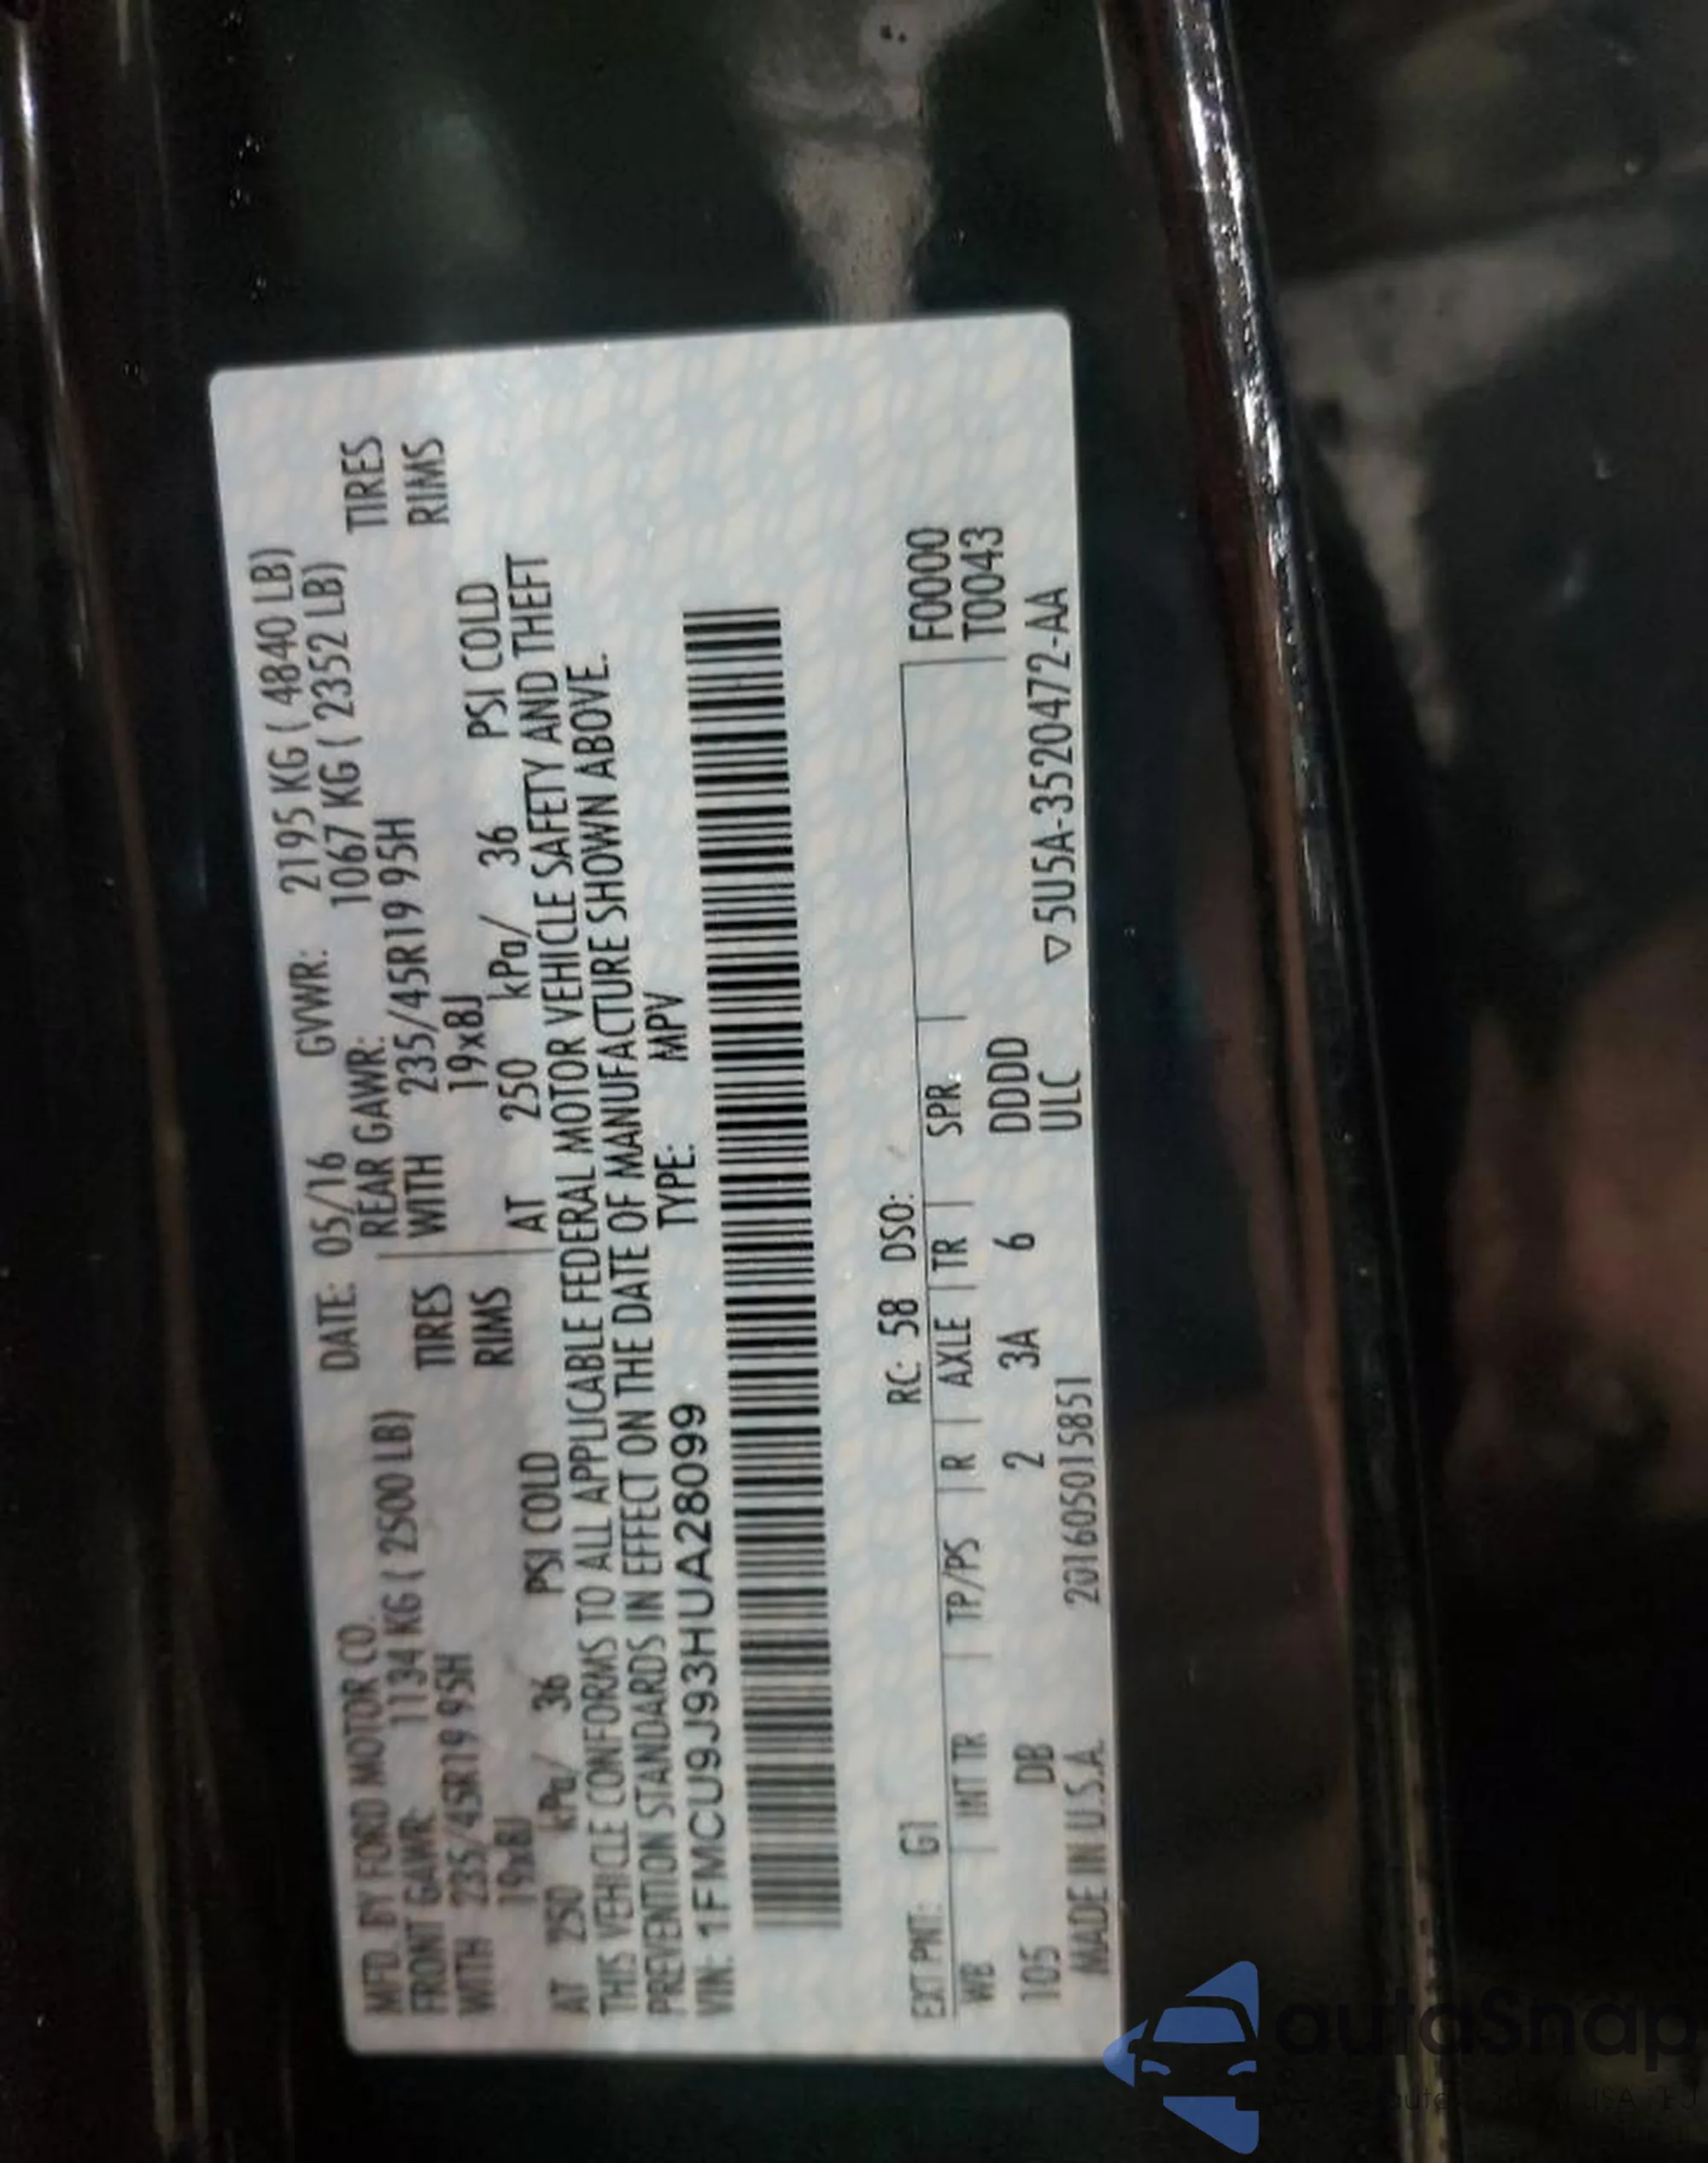 MFD. BY FORD MOTOR CO. DATE: 05/16 GVWR: 2195 KG ( 4840 LB)
FRONT GAWR: 1134 KG ( 2500 LB) REAR GAWR: 1067 KG ( 2352 LB)
WITH 235/45R19 95H TIRES WITH 235/45R19 95H TIRES
19x8J RIMS 19x8J RIMS
AT 250 kPa/ 36 PSI COLD AT 250 kPa/ 36 PSI COLD
THIS VEHICLE CONFORMS TO ALL APPLICABLE FEDERAL MOTOR VEHICLE SAFETY AND THEFT
PREVENTION STANDARDS IN EFFECT ON THE DATE OF MANUFACTURE SHOWN ABOVE.
VIN: 1FMCU9J93HUA28099 TYPE: MPV
EXT PNT: G1 RC: 58 DSO:
WB | INT TR | TP/PS | R | AXLE | TR | SPR | F0000
105 DB 2 3A 6 DDDD T0043
MADE IN U.S.A. 201605015851 ULC ▽5U5A-3520472-AA
autoSnap